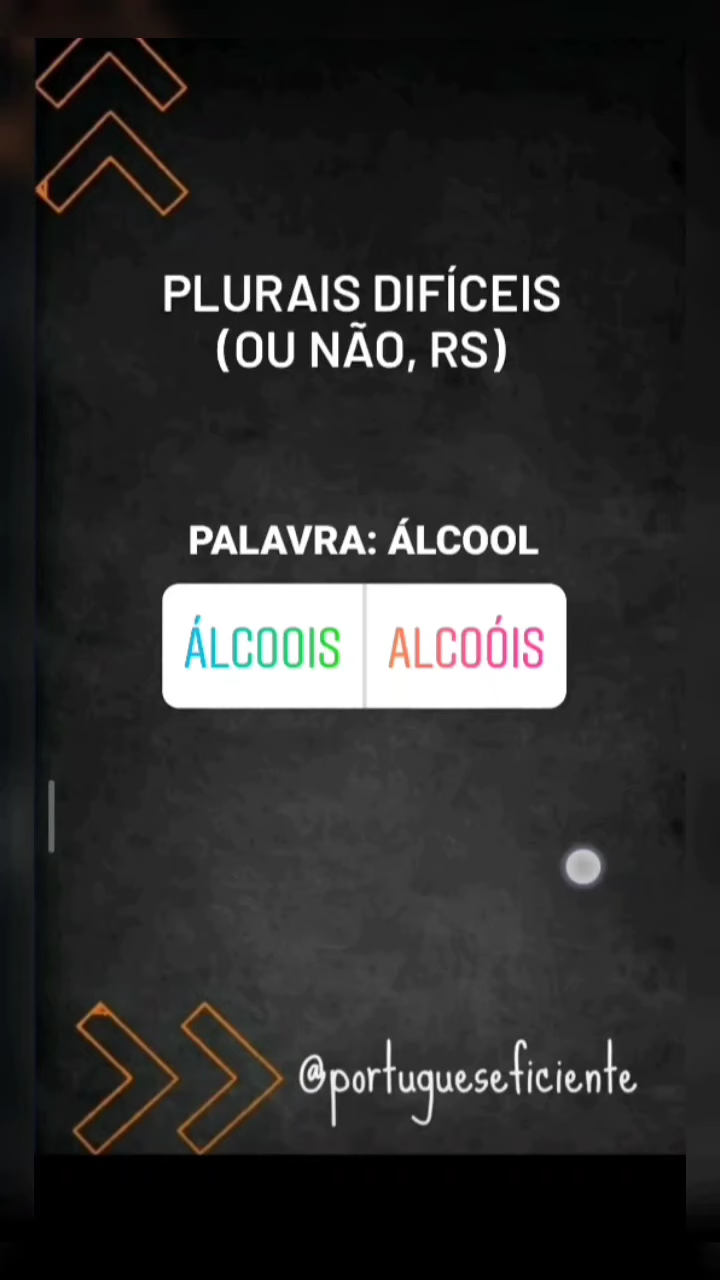 PLURAIS DIFÍCEIS
(OU NÃO, RS)
PALAVRA: ÁLCOOL
ÁLCOOIS ALCOÓIS
@portugueseficiente